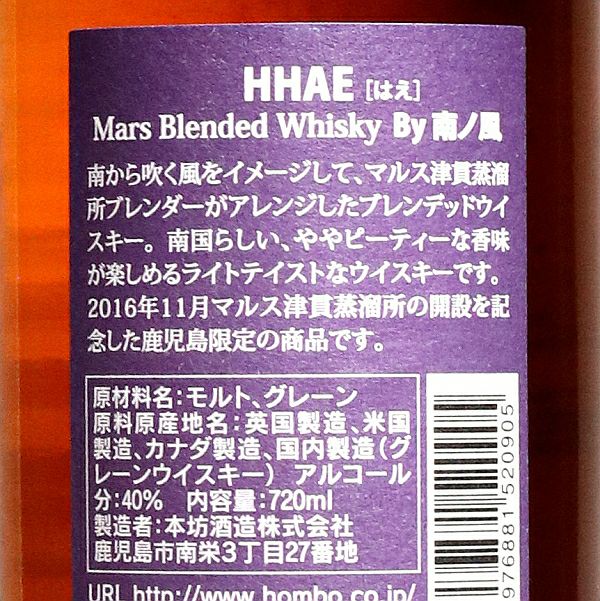 HHAE [はえ]
Mars Blended Whisky By 南ノ風
南から吹く風をイメージして、マルス津貫蒸溜
所ブレンダーがアレンジしたブレンデッドウイ
スキー。南国らしい、ややピーティーな香味
が楽しめるライトテイストなウイスキーです。
2016年11月マルス津貫蒸溜所の開設を記
念した鹿児島限定の商品です。
原材料名：モルト、グレーン
原料原産地名：英国製造、米国
製造、カナダ製造、国内製造（グ
レーンウイスキー） アルコール
分：40% 内容量：720ml
製造者：本坊酒造株式会社
鹿児島市南栄3丁目27番地
URL http://www.hombo.co.jp/
976881 520905